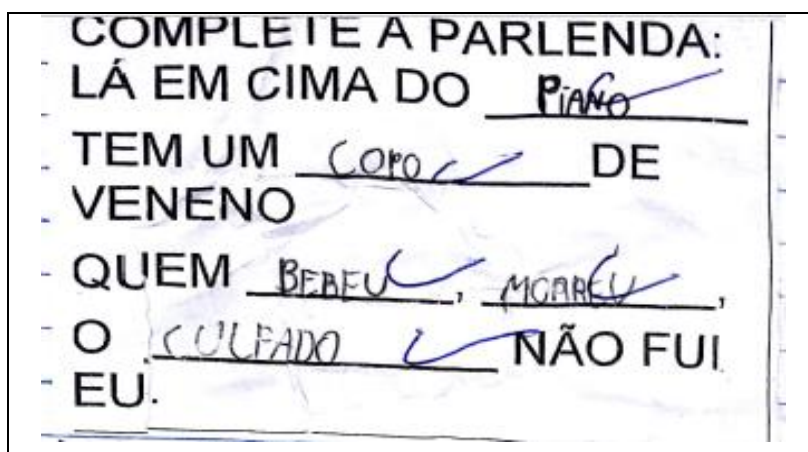 COMPLETE A PARLENDA:
LÁ EM CIMA DO PIANO
TEM UM COPO DE
VENENO
QUEM BEBEU, MORREU,
O CULPADO NÃO FUI
EU.